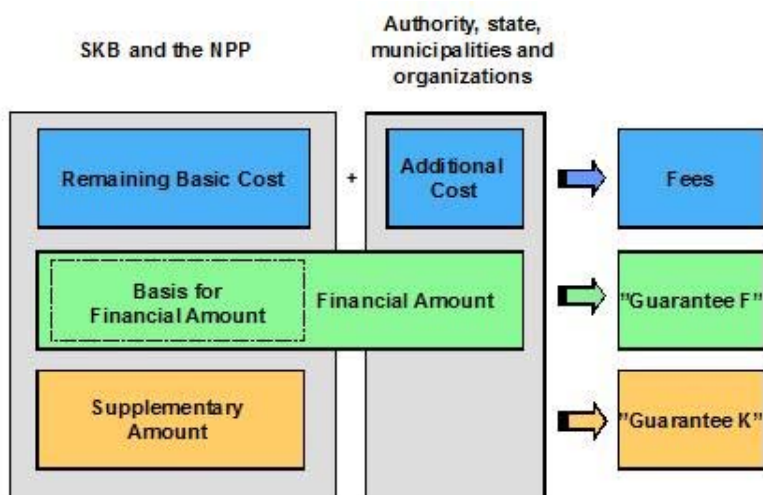 SKB and the NPP
Authority, state,
municipalities and
organizations
Remaining Basic Cost
+
Additional
Cost
Fees
Basis for
Financial Amount
Financial Amount
"Guarantee F"
Supplementary
Amount
"Guarantee K"